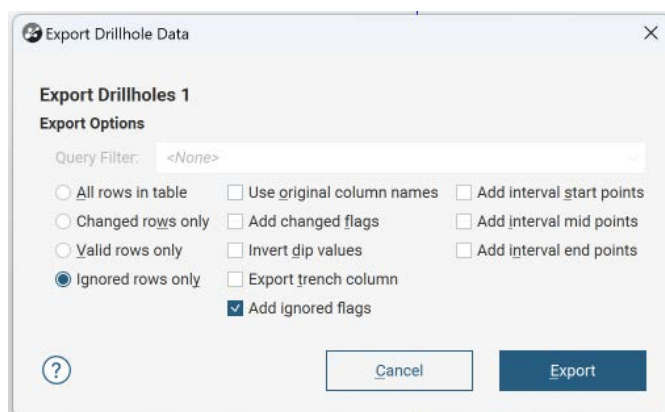 Export Drillhole Data
Export Drillholes 1
Export Options
Query Filter: <None>
All rows in table Use original column names Add interval start points
Changed rows only Add changed flags Add interval mid points
Valid rows only Invert dip values Add interval end points
Ignored rows only Export trench column
Add ignored flags
? Cancel Export